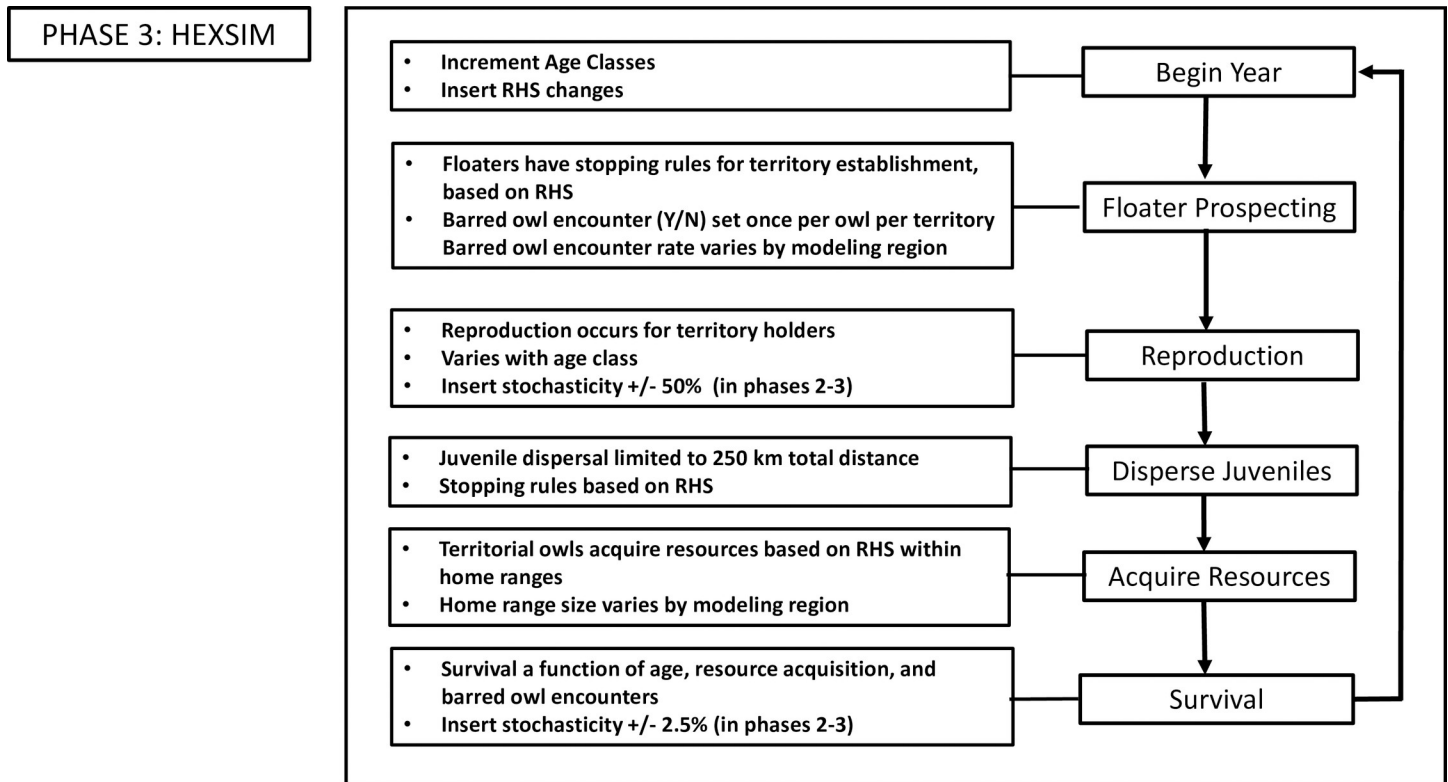 PHASE 3: HEXSIM
• Increment Age Classes
• Insert RHS changes
Begin Year
• Floaters have stopping rules for territory establishment,
based on RHS
• Barred owl encounter (Y/N) set once per owl per territory
Barred owl encounter rate varies by modeling region
Floater Prospecting
• Reproduction occurs for territory holders
• Varies with age class
• Insert stochasticity +/- 50% (in phases 2-3)
Reproduction
• Juvenile dispersal limited to 250 km total distance
• Stopping rules based on RHS
Disperse Juveniles
• Territorial owls acquire resources based on RHS within
home ranges
• Home range size varies by modeling region
Acquire Resources
• Survival a function of age, resource acquisition, and
barred owl encounters
• Insert stochasticity +/- 2.5% (in phases 2-3)
Survival